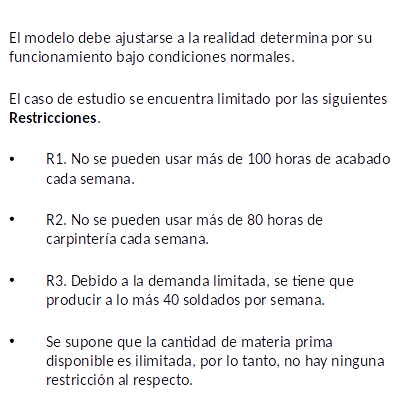 El modelo debe ajustarse a la realidad determina por su
funcionamiento bajo condiciones normales.
El caso de estudio se encuentra limitado por las siguientes
Restricciones.
• R1. No se pueden usar más de 100 horas de acabado
cada semana.
• R2. No se pueden usar más de 80 horas de
carpintería cada semana.
• R3. Debido a la demanda limitada, se tiene que
producir a lo más 40 soldados por semana.
• Se supone que la cantidad de materia prima
disponible es ilimitada, por lo tanto, no hay ninguna
restricción al respecto.